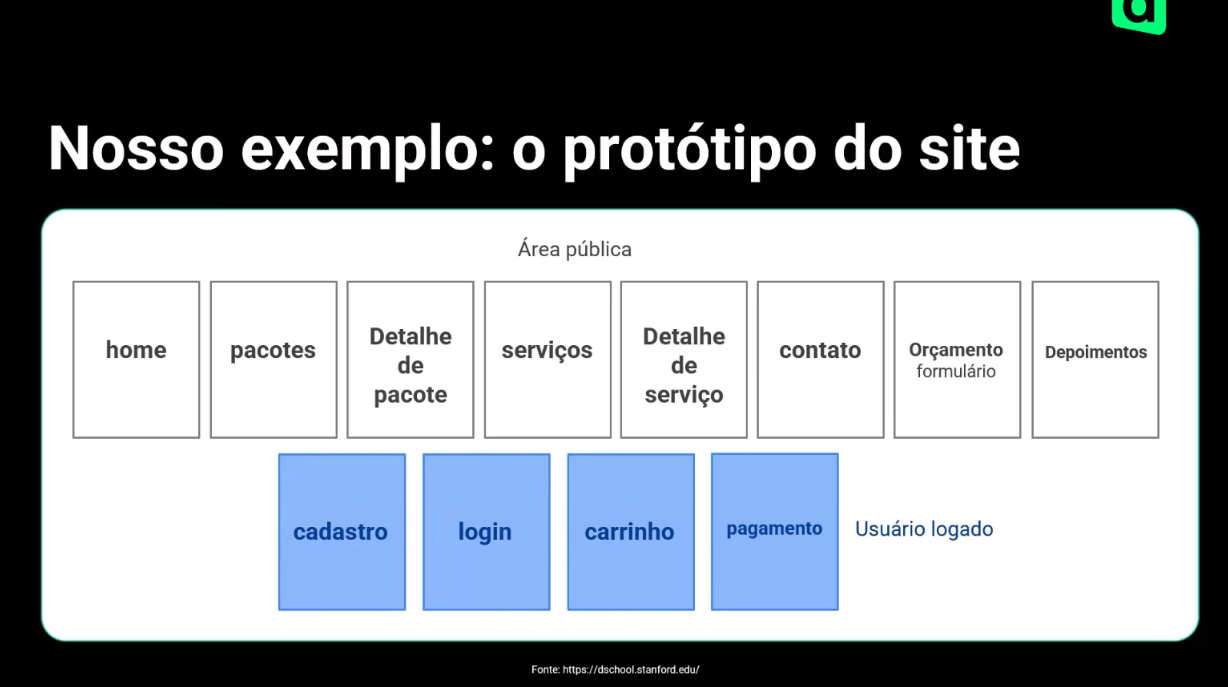 Nosso exemplo: o protótipo do site
Área pública
home
pacotes
Detalhe
de
pacote
serviços
Detalhe
de
serviço
contato
Orçamento
formulário
Depoimentos
cadastro
login
carrinho
pagamento
Usuário logado
Fonte: https://dschool.stanford.edu/